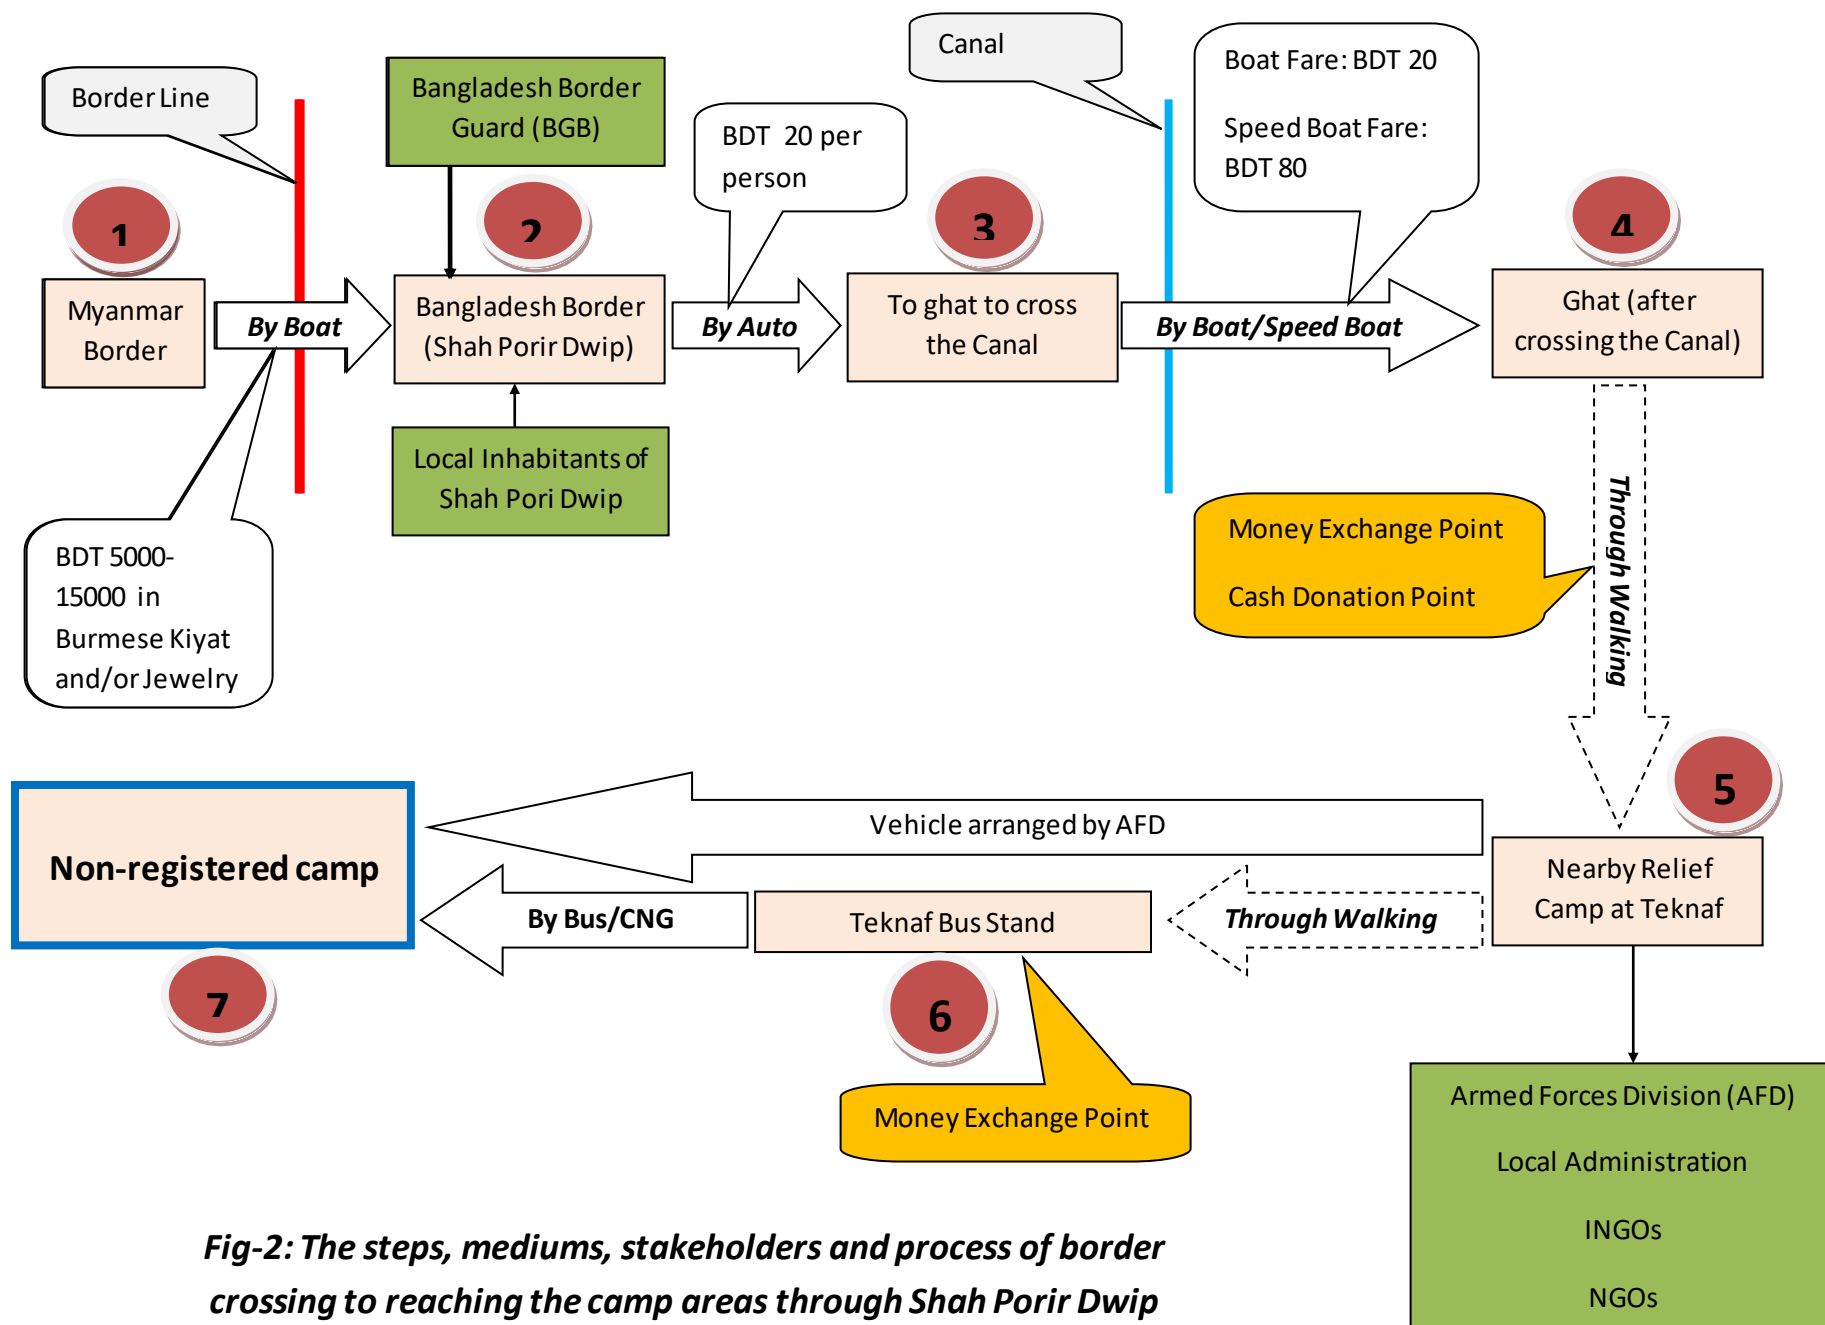 Border Line
Bangladesh Border
Guard (BGB)
Canal
Boat Fare: BDT 20
Speed Boat Fare:
BDT 80
BDT 20 per
person
1
2
3
4
Myanmar
Border
By Boat
Bangladesh Border
(Shah Porir Dwip)
By Auto
To ghat to cross
the Canal
By Boat/Speed Boat
Ghat (after
crossing the Canal)
Local Inhabitants of
Shah Pori Dwip
BDT 5000-
15000 in
Burmese Kiyat
and/or Jewelry
Money Exchange Point
Cash Donation Point
Through Walking
5
Non-registered camp
Vehicle arranged by AFD
Nearby Relief
Camp at Teknaf
By Bus/CNG
Teknaf Bus Stand
Through Walking
7
6
Money Exchange Point
Armed Forces Division (AFD)
Local Administration
INGOs
NGOs
Fig-2: The steps, mediums, stakeholders and process of border
crossing to reaching the camp areas through Shah Porir Dwip